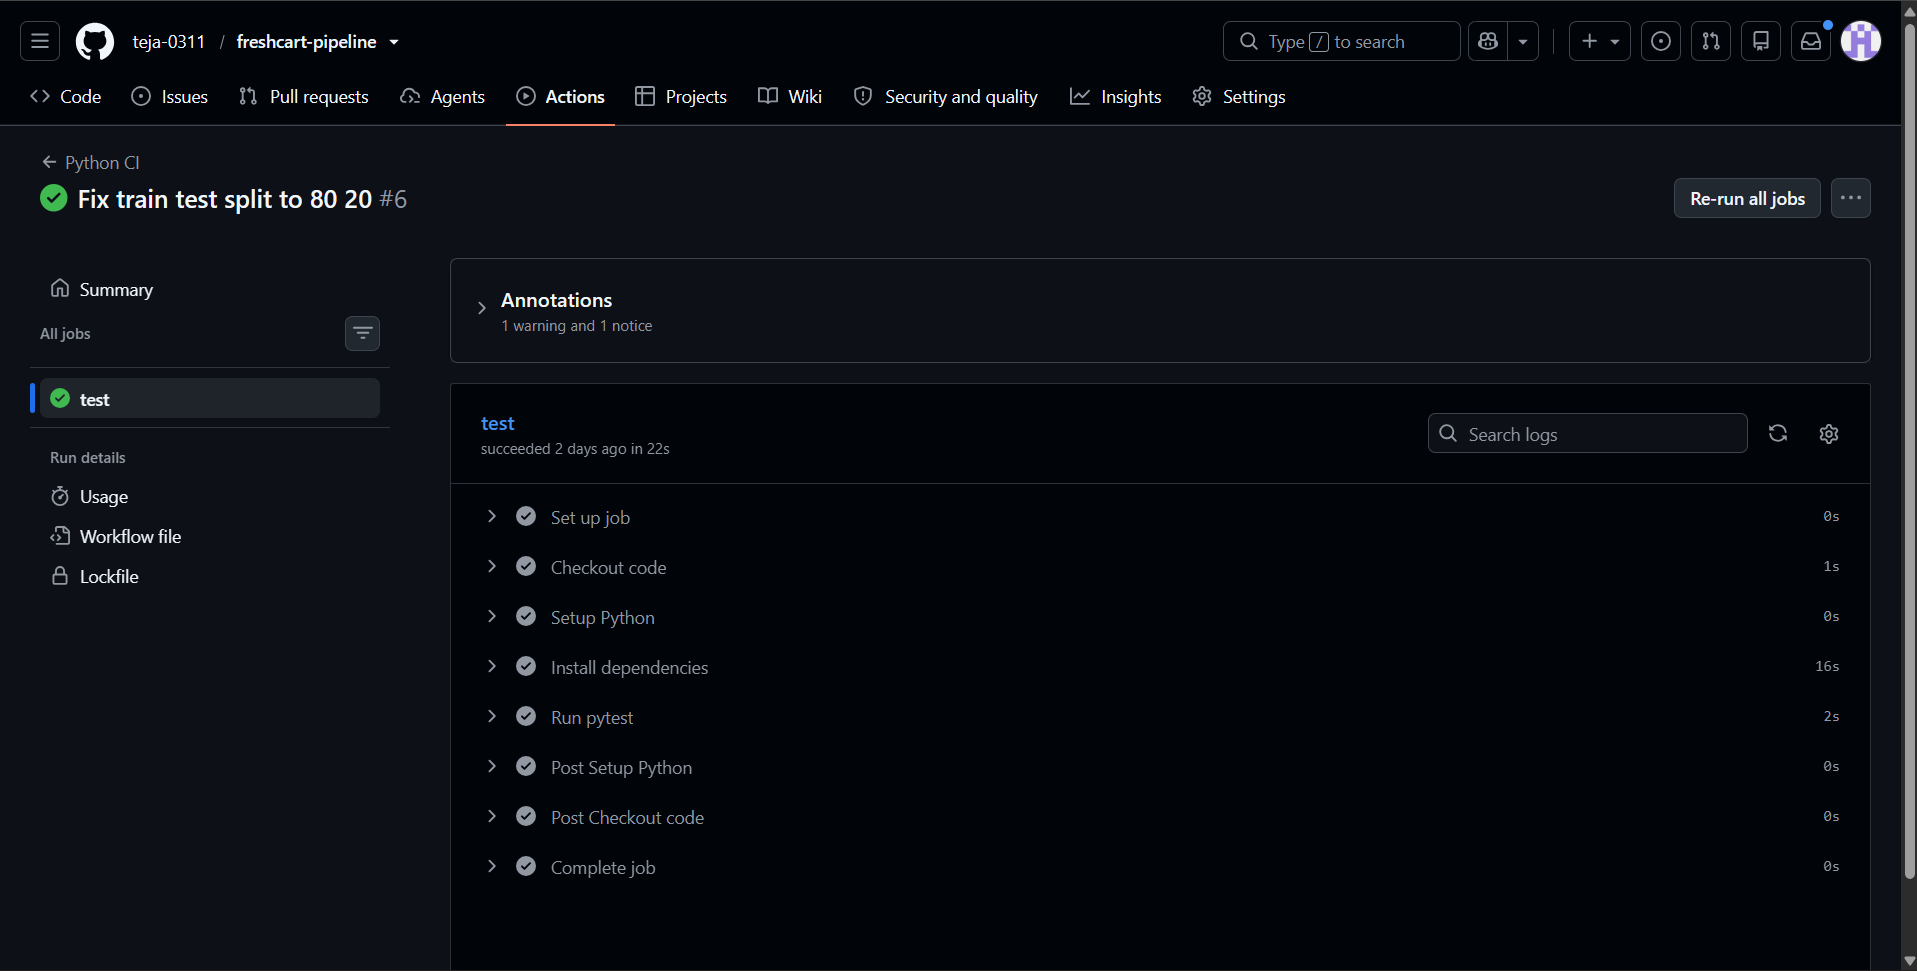 teja-0311 / freshcart-pipeline
Type / to search
Code
Issues
Pull requests
Agents
Actions
Projects
Wiki
Security and quality
Insights
Settings
Python CI
Fix train test split to 80 20 #6
Re-run all jobs
Summary
All jobs
test
Run details
Usage
Workflow file
Lockfile
Annotations
1 warning and 1 notice
test
succeeded 2 days ago in 22s
Search logs
Set up job 0s
Checkout code 1s
Setup Python 0s
Install dependencies 16s
Run pytest 2s
Post Setup Python 0s
Post Checkout code 0s
Complete job 0s